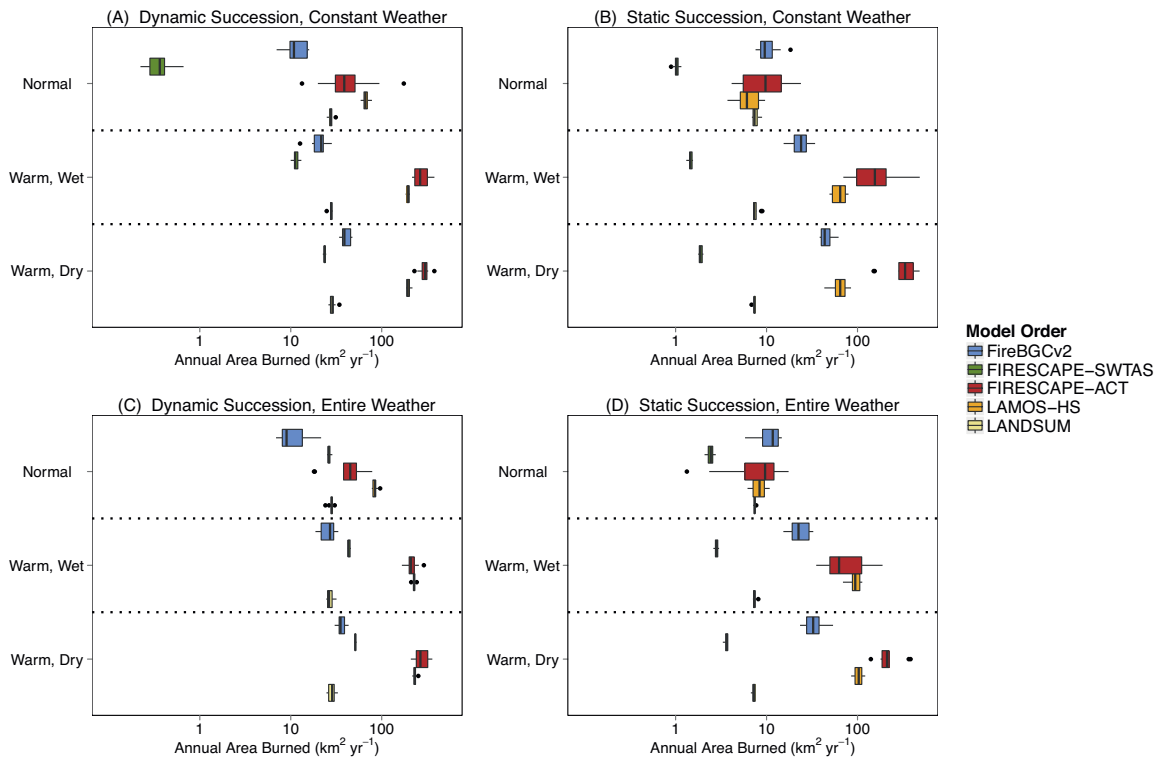 (A) Dynamic Succession, Constant Weather
Normal
Warm, Wet
Warm, Dry
1 10 100
Annual Area Burned (km² yr⁻¹)
(B) Static Succession, Constant Weather
Normal
Warm, Wet
Warm, Dry
1 10 100
Annual Area Burned (km² yr⁻¹)
(C) Dynamic Succession, Entire Weather
Normal
Warm, Wet
Warm, Dry
1 10 100
Annual Area Burned (km² yr⁻¹)
(D) Static Succession, Entire Weather
Normal
Warm, Wet
Warm, Dry
1 10 100
Annual Area Burned (km² yr⁻¹)
Model Order
FireBGCv2
FIRESCAPE−SWTAS
FIRESCAPE−ACT
LAMOS−HS
LANDSUM